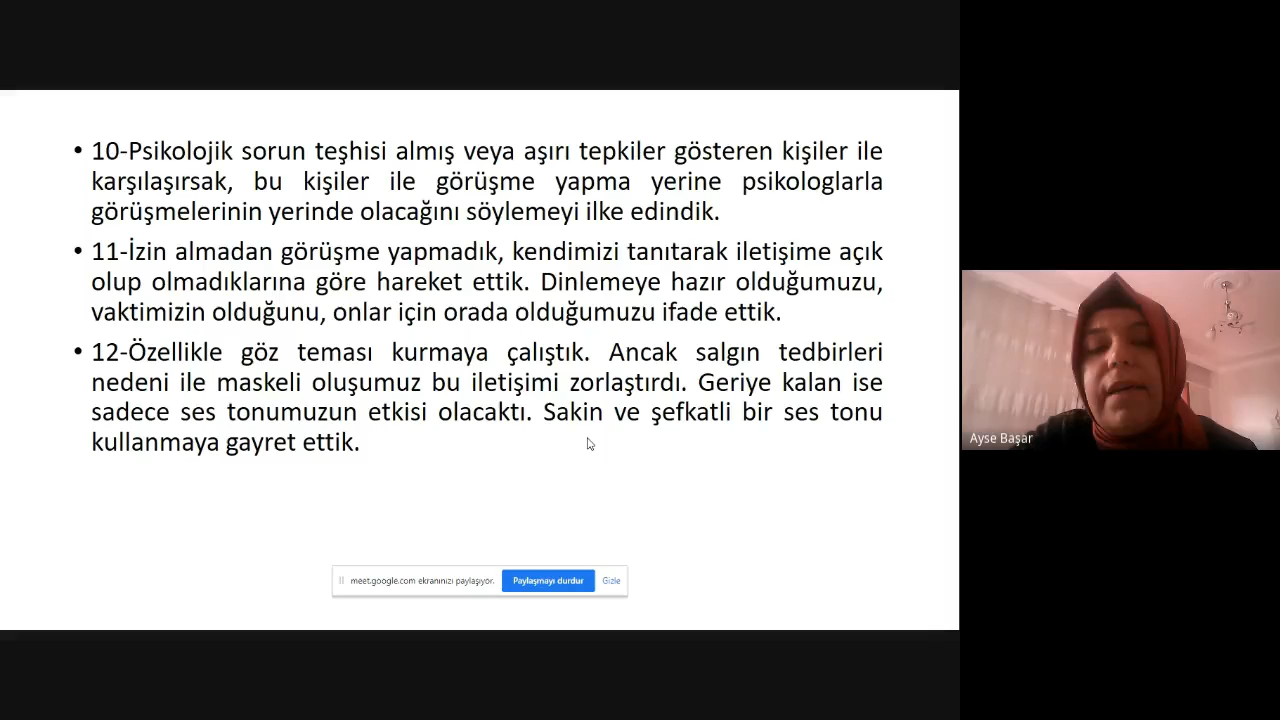 • 10-Psikolojik sorun teşhisi almış veya aşırı tepkiler gösteren kişiler ile
karşılaşırsak, bu kişiler ile görüşme yapma yerine psikologlarla
görüşmelerinin yerinde olacağını söylemeyi ilke edindik.
• 11-İzin almadan görüşme yapmadık, kendimizi tanıtarak iletişime açık
olup olmadıklarına göre hareket ettik. Dinlemeye hazır olduğumuzu,
vaktimizin olduğunu, onlar için orada olduğumuzu ifade ettik.
• 12-Özellikle göz teması kurmaya çalıştık. Ancak salgın tedbirleri
nedeni ile maskeli oluşumuz bu iletişimi zorlaştırdı. Geriye kalan ise
sadece ses tonumuzun etkisi olacaktı. Sakin ve şefkatli bir ses tonu
kullanmaya gayret ettik.
meet.google.com ekranınızı paylaşıyor. Paylaşmayı durdur Gizle
Ayse Başar